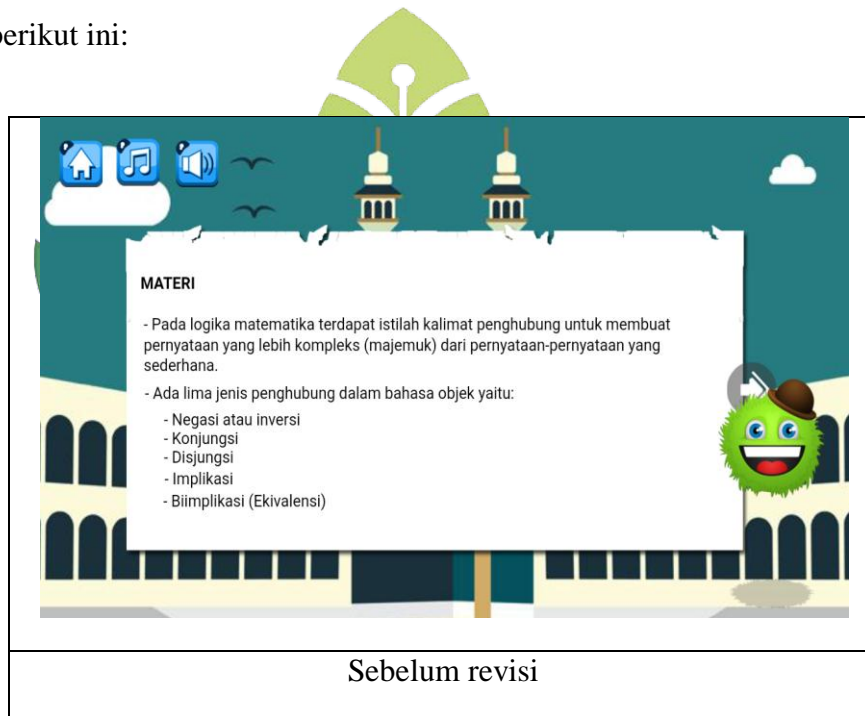 berikut ini:
MATERI
- Pada logika matematika terdapat istilah kalimat penghubung untuk membuat
pernyataan yang lebih kompleks (majemuk) dari pernyataan-pernyataan yang
sederhana.
- Ada lima jenis penghubung dalam bahasa objek yaitu:
- Negasi atau inversi
- Konjungsi
- Disjungsi
- Implikasi
- Biimplikasi (Ekivalensi)
Sebelum revisi